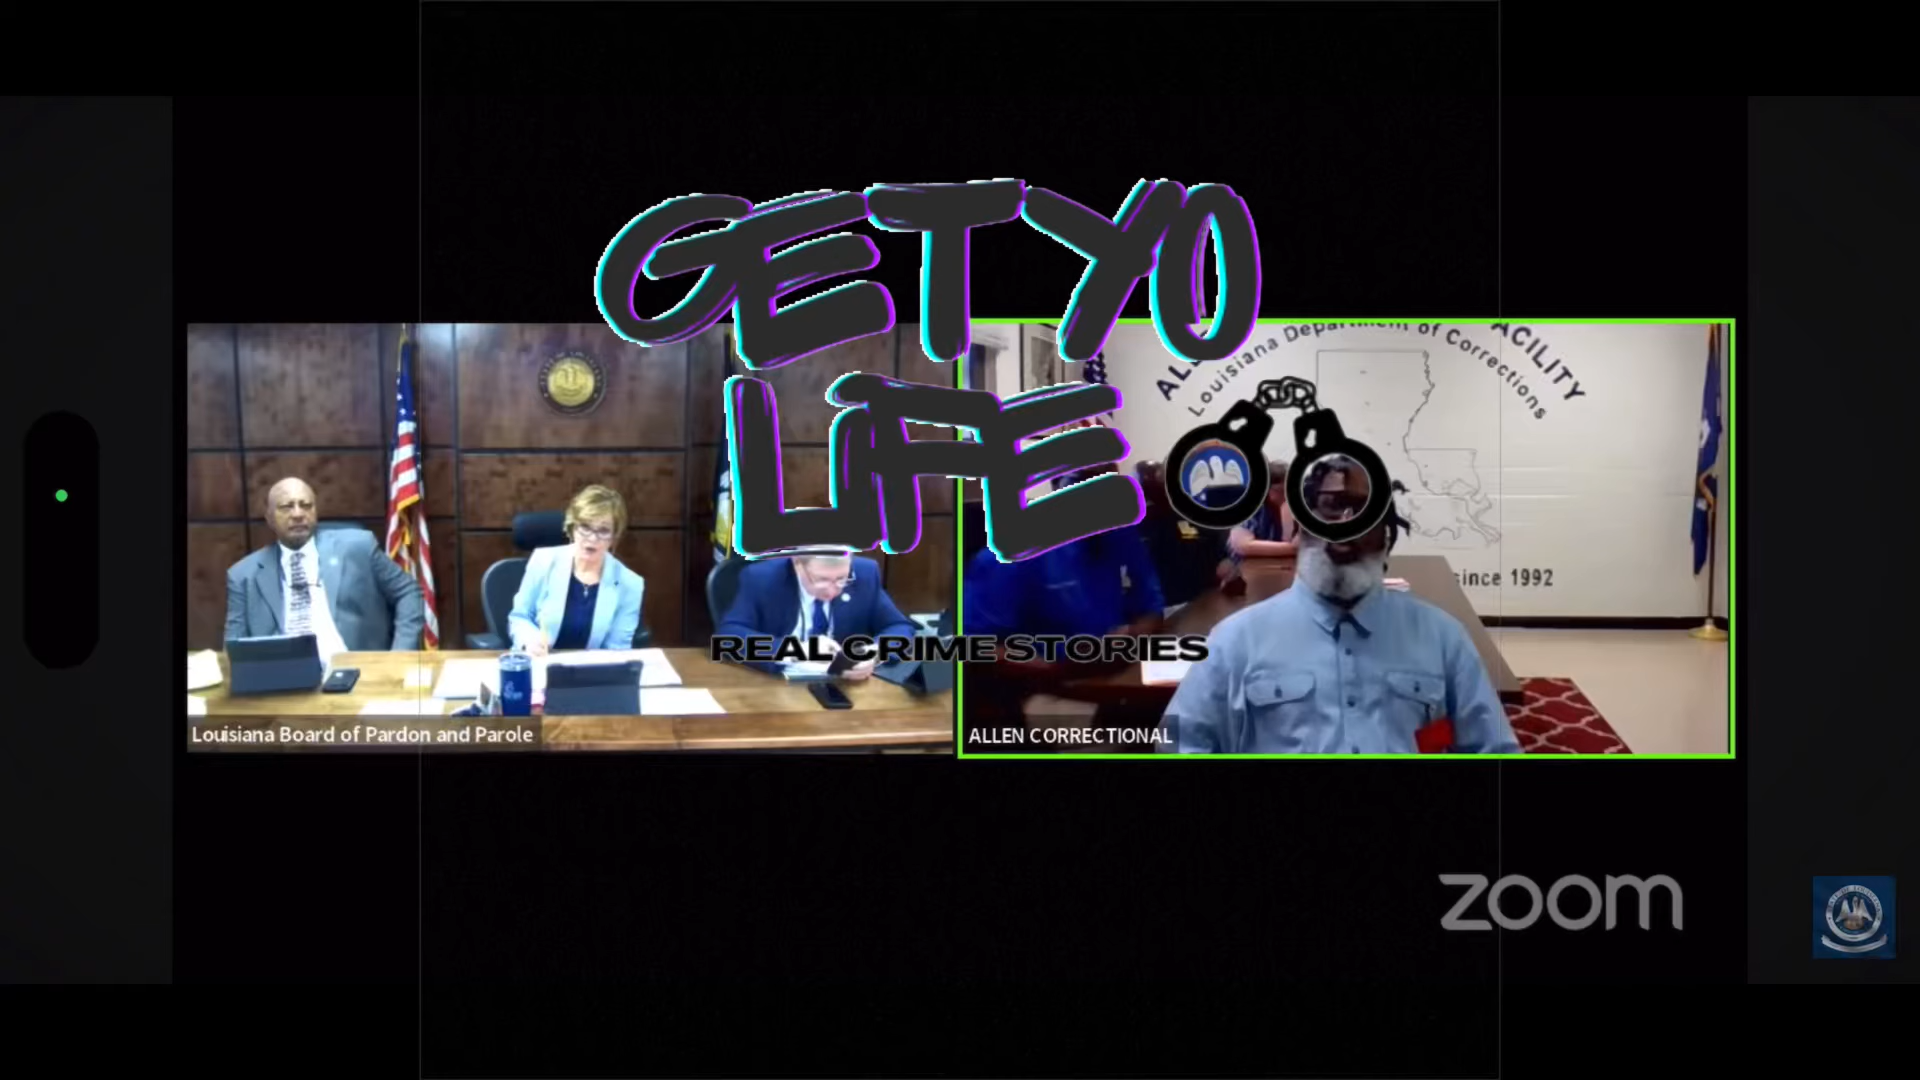 GET YO
LIFE
ACILITY
Louisiana Department of Corrections
since 1992
REAL CRIME STORIES
Louisiana Board of Pardon and Parole
ALLEN CORRECTIONAL
zoom